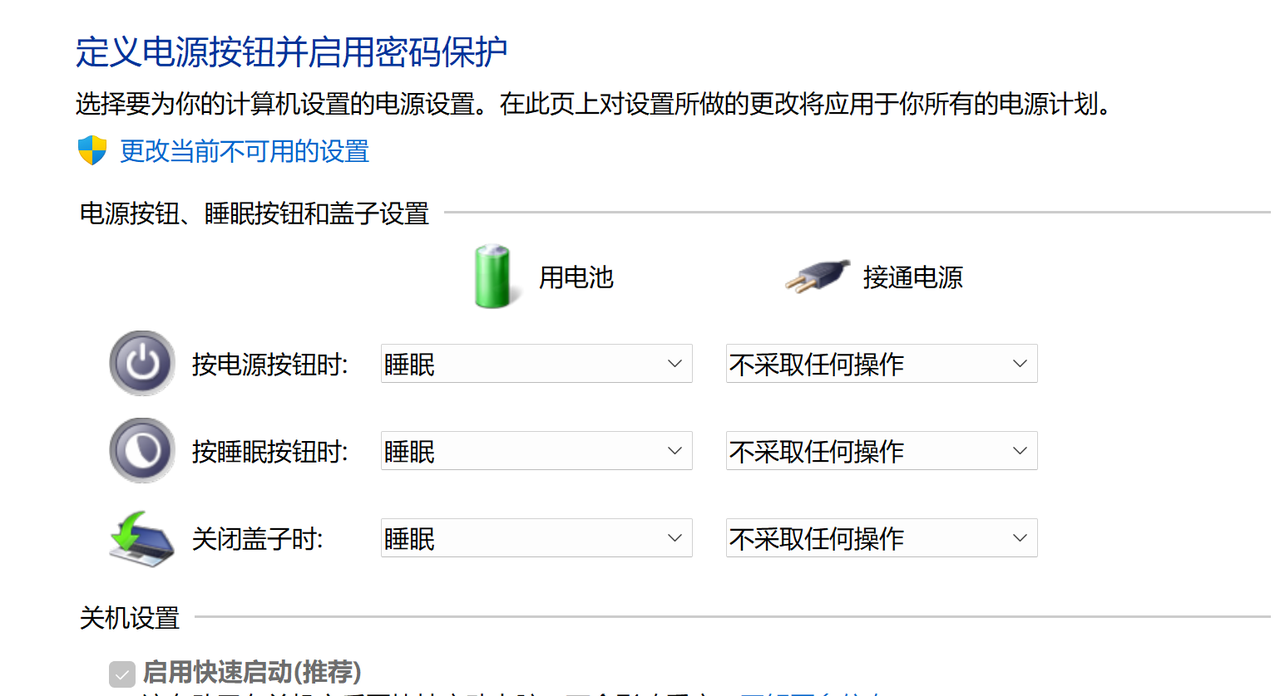 定义电源按钮并启用密码保护
选择要为你的计算机设置的电源设置。在此页上对设置所做的更改将应用于你所有的电源计划。
更改当前不可用的设置
电源按钮、睡眠按钮和盖子设置
用电池 接通电源
按电源按钮时: 睡眠 不采取任何操作
按睡眠按钮时: 睡眠 不采取任何操作
关闭盖子时: 睡眠 不采取任何操作
关机设置
启用快速启动(推荐)